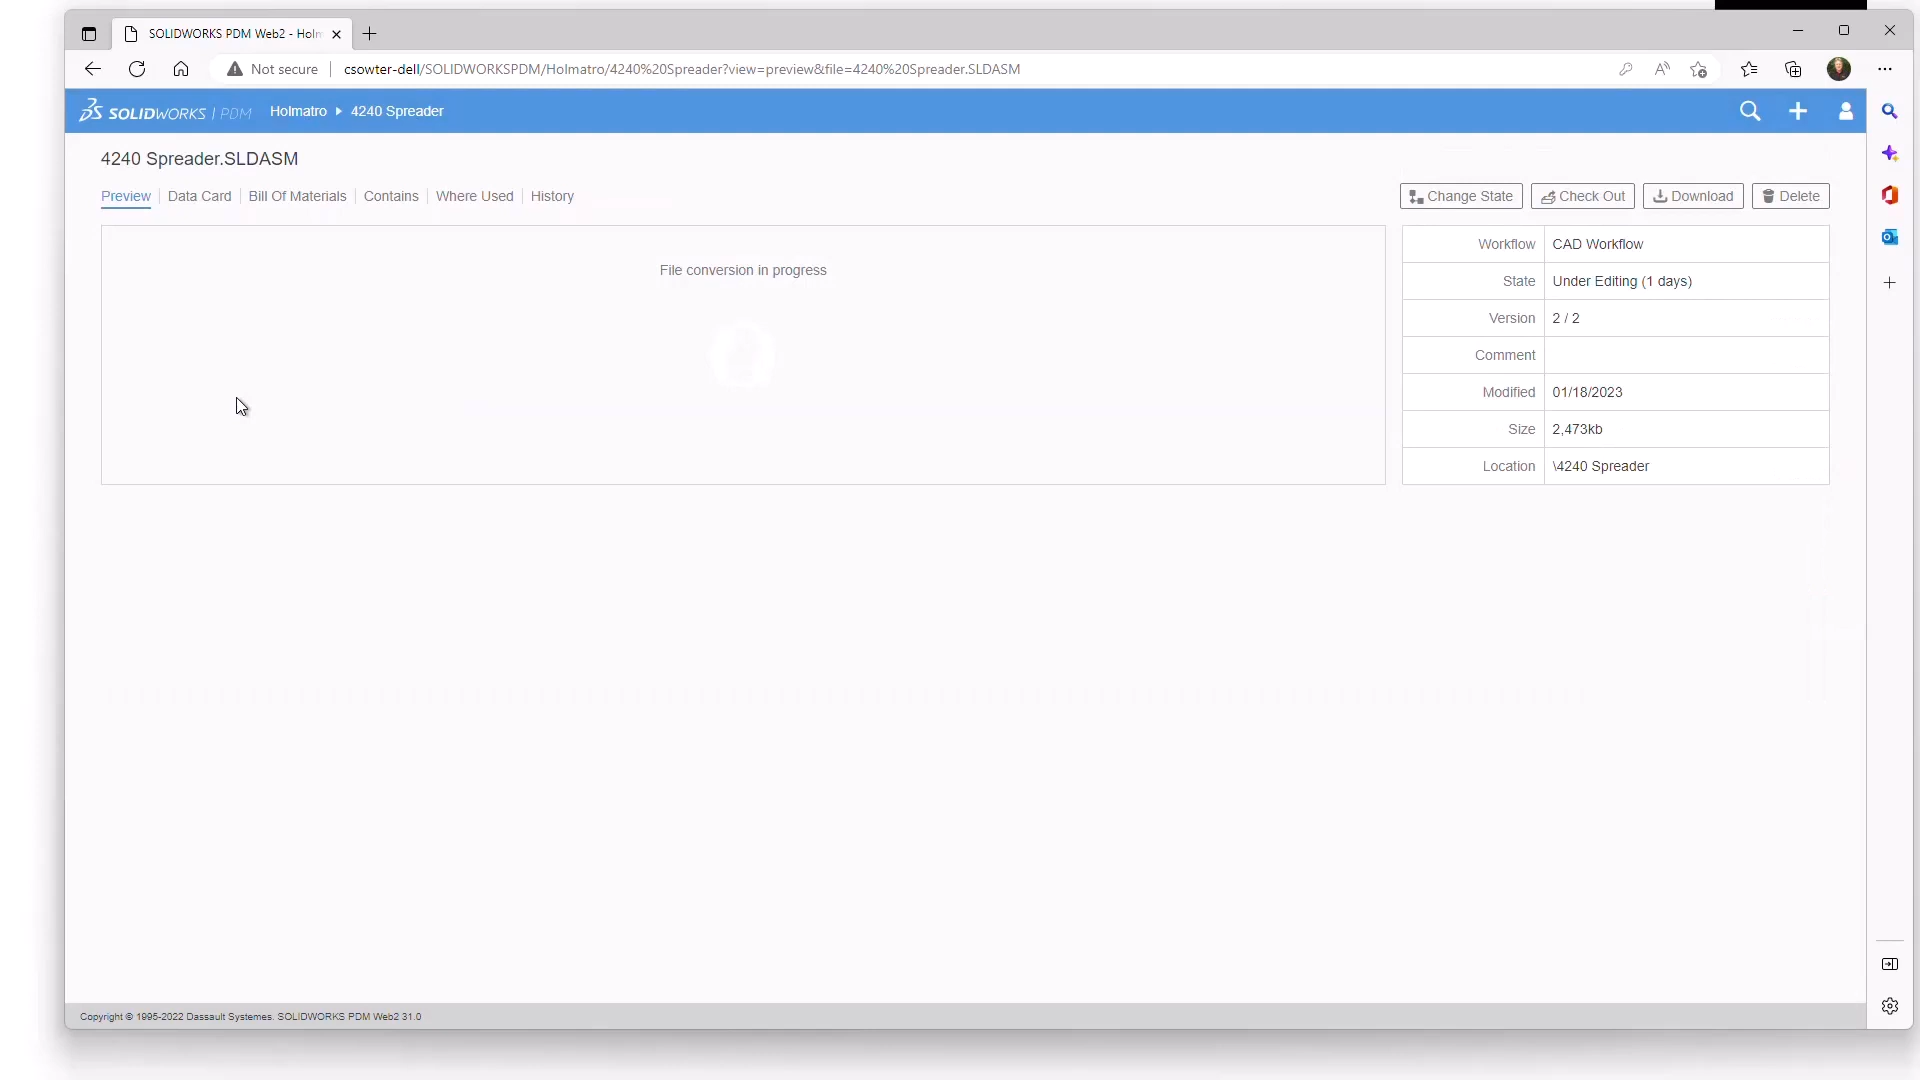 SOLIDWORKS PDM Web2 - Holm
Not secure
csowter-dell/SOLIDWORKSPDM/Holmatro/4240%20Spreader?view=preview&file=4240%20Spreader.SLDASM
SOLIDWORKS | PDM
Holmatro
4240 Spreader
4240 Spreader.SLDASM
Preview
Data Card
Bill Of Materials
Contains
Where Used
History
Change State
Check Out
Download
Delete
File conversion in progress
Workflow CAD Workflow
State Under Editing (1 days)
Version 2 / 2
Comment
Modified 01/18/2023
Size 2,473kb
Location \4240 Spreader
Copyright © 1995-2022 Dassault Systemes. SOLIDWORKS PDM Web2 31.0